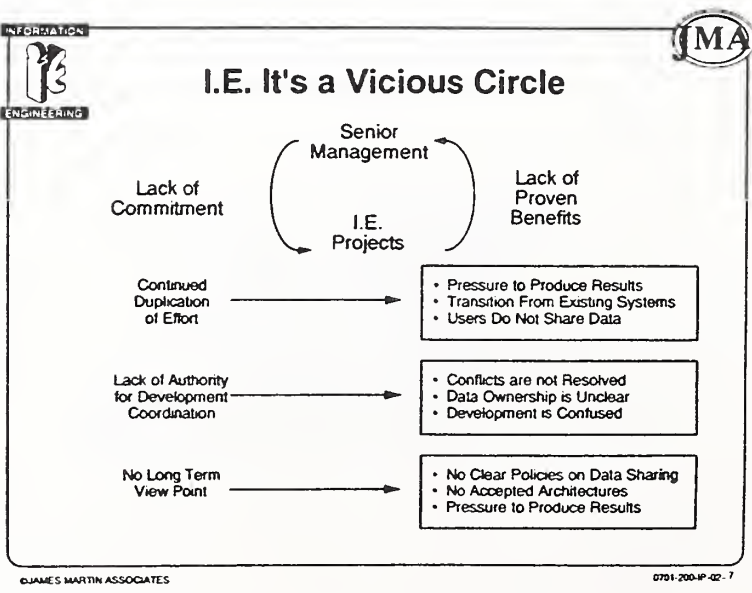 INFORMATION
ENGINEERING
JMA
I.E. It's a Vicious Circle
Senior
Management
Lack of
Commitment
Lack of
Proven
Benefits
I.E.
Projects
Continued
Duplication
of Effort
• Pressure to Produce Results
• Transition From Existing Systems
• Users Do Not Share Data
Lack of Authority
for Development
Coordination
• Conflicts are not Resolved
• Data Ownership is Unclear
• Development is Confused
No Long Term
View Point
• No Clear Policies on Data Sharing
• No Accepted Architectures
• Pressure to Produce Results
©JAMES MARTIN ASSOCIATES
0701-200-IP-02-7